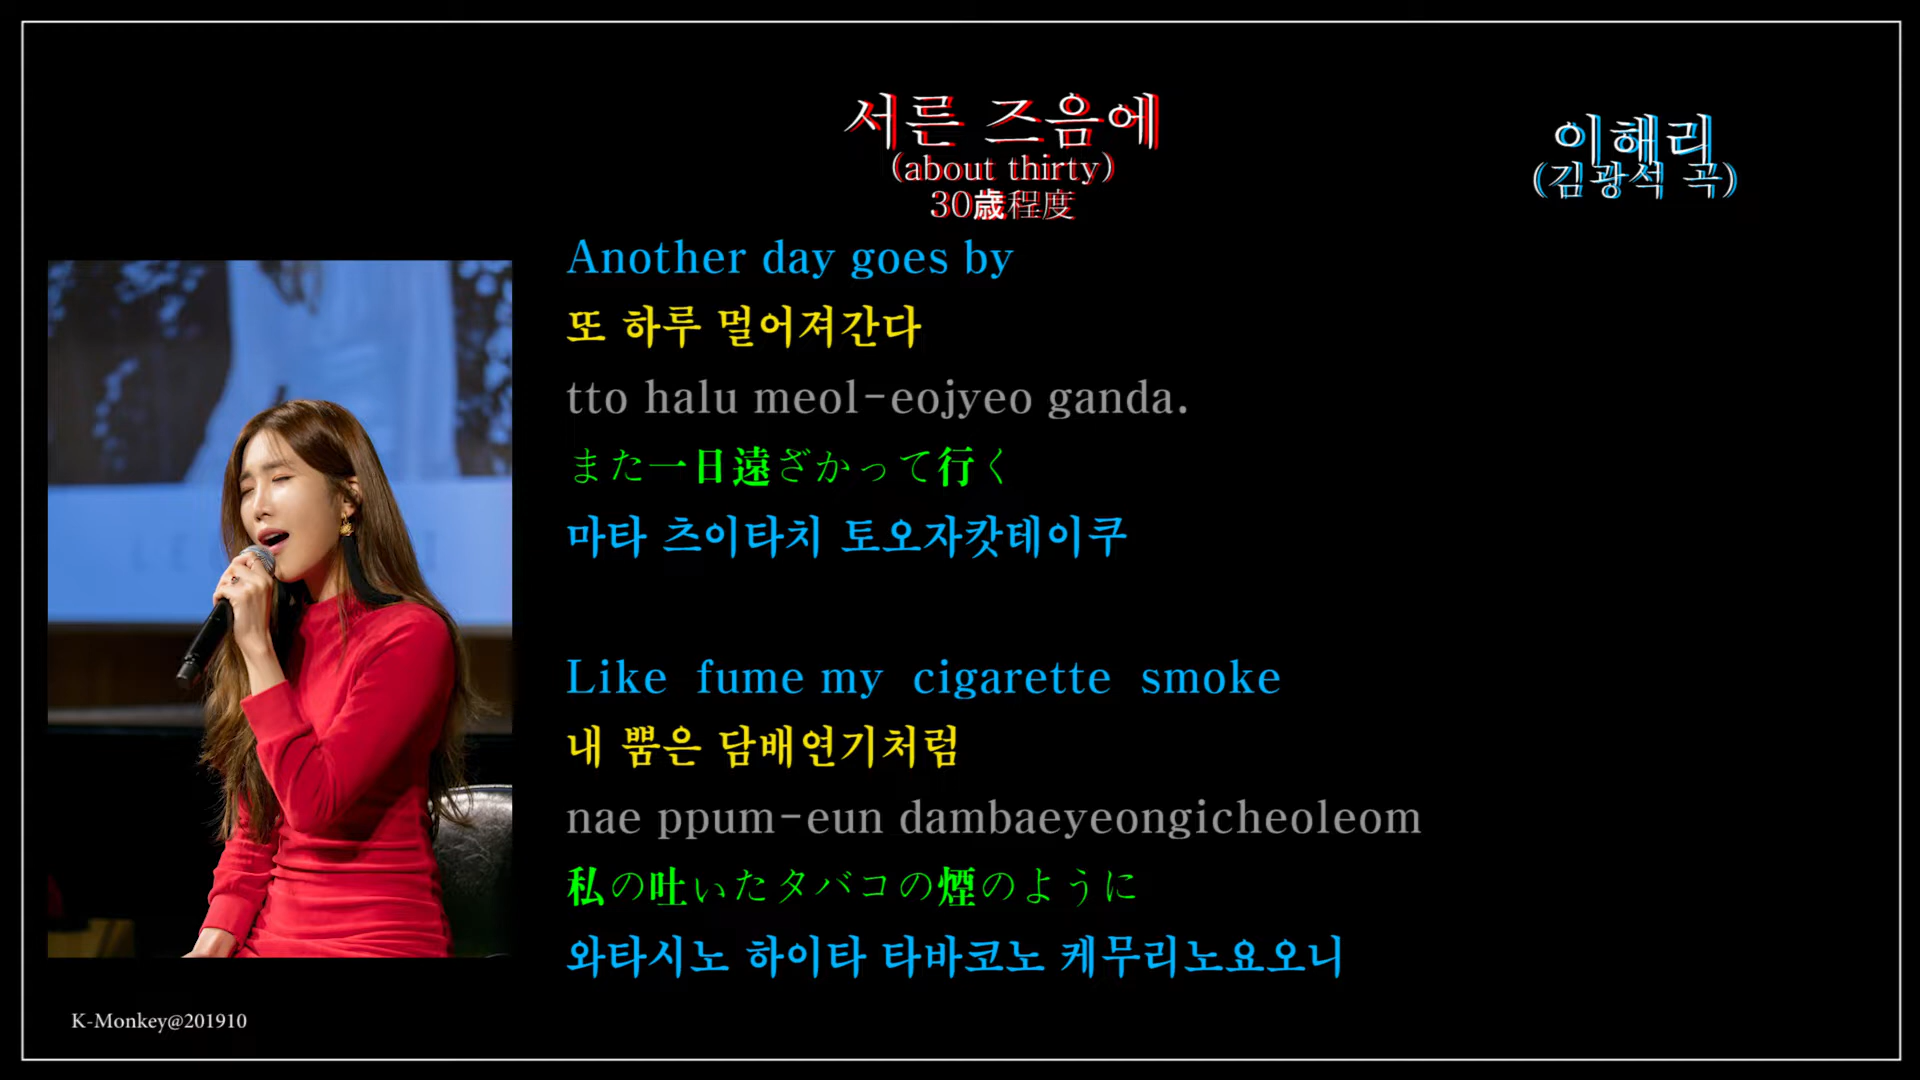 서른 즈음에
(about thirty)
30歳程度
이해리
(김광석 곡)
Another day goes by
또 하루 멀어져간다
tto halu meol-eojyeo ganda.
また一日遠ざかって行く
마타 츠이타치 토오자캇테이쿠
Like fume my cigarette smoke
내 뿜은 담배연기처럼
nae ppum-eun dambaeyeongicheoleom
私の吐いたタバコの煙のように
와타시노 하이타 타바코노 케무리노요오니
K-Monkey@201910